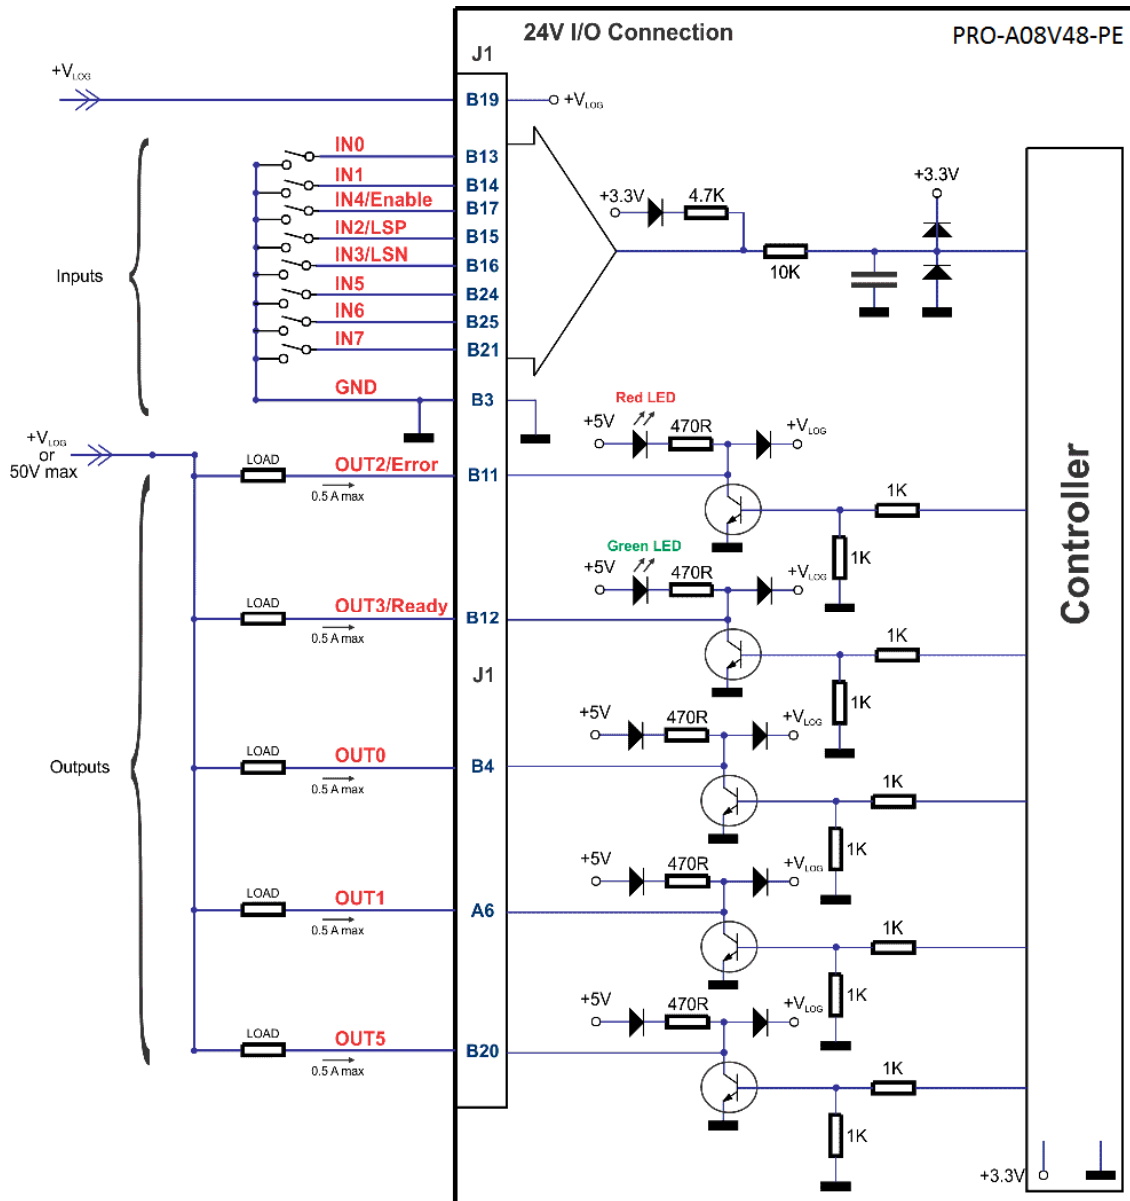 24V I/O Connection
PRO-A08V48-PE
J1
+VLOG
B19
+VLOG
Inputs
IN0
B13
IN1
B14
IN4/Enable
B17
IN2/LSP
B15
IN3/LSN
B16
IN5
B24
IN6
B25
IN7
B21
GND
B3
+3.3V
4.7K
10K
+3.3V
Controller
+VLOG
or
50V max
Outputs
LOAD
OUT2/Error
0.5 A max
B11
Red LED
+5V
470R
+VLOG
1K
1K
LOAD
OUT3/Ready
0.5 A max
B12
Green LED
+5V
470R
+VLOG
1K
1K
J1
LOAD
OUT0
0.5 A max
B4
+5V
470R
+VLOG
1K
1K
LOAD
OUT1
0.5 A max
A6
+5V
470R
+VLOG
1K
1K
LOAD
OUT5
0.5 A max
B20
+5V
470R
+VLOG
1K
1K
+3.3V